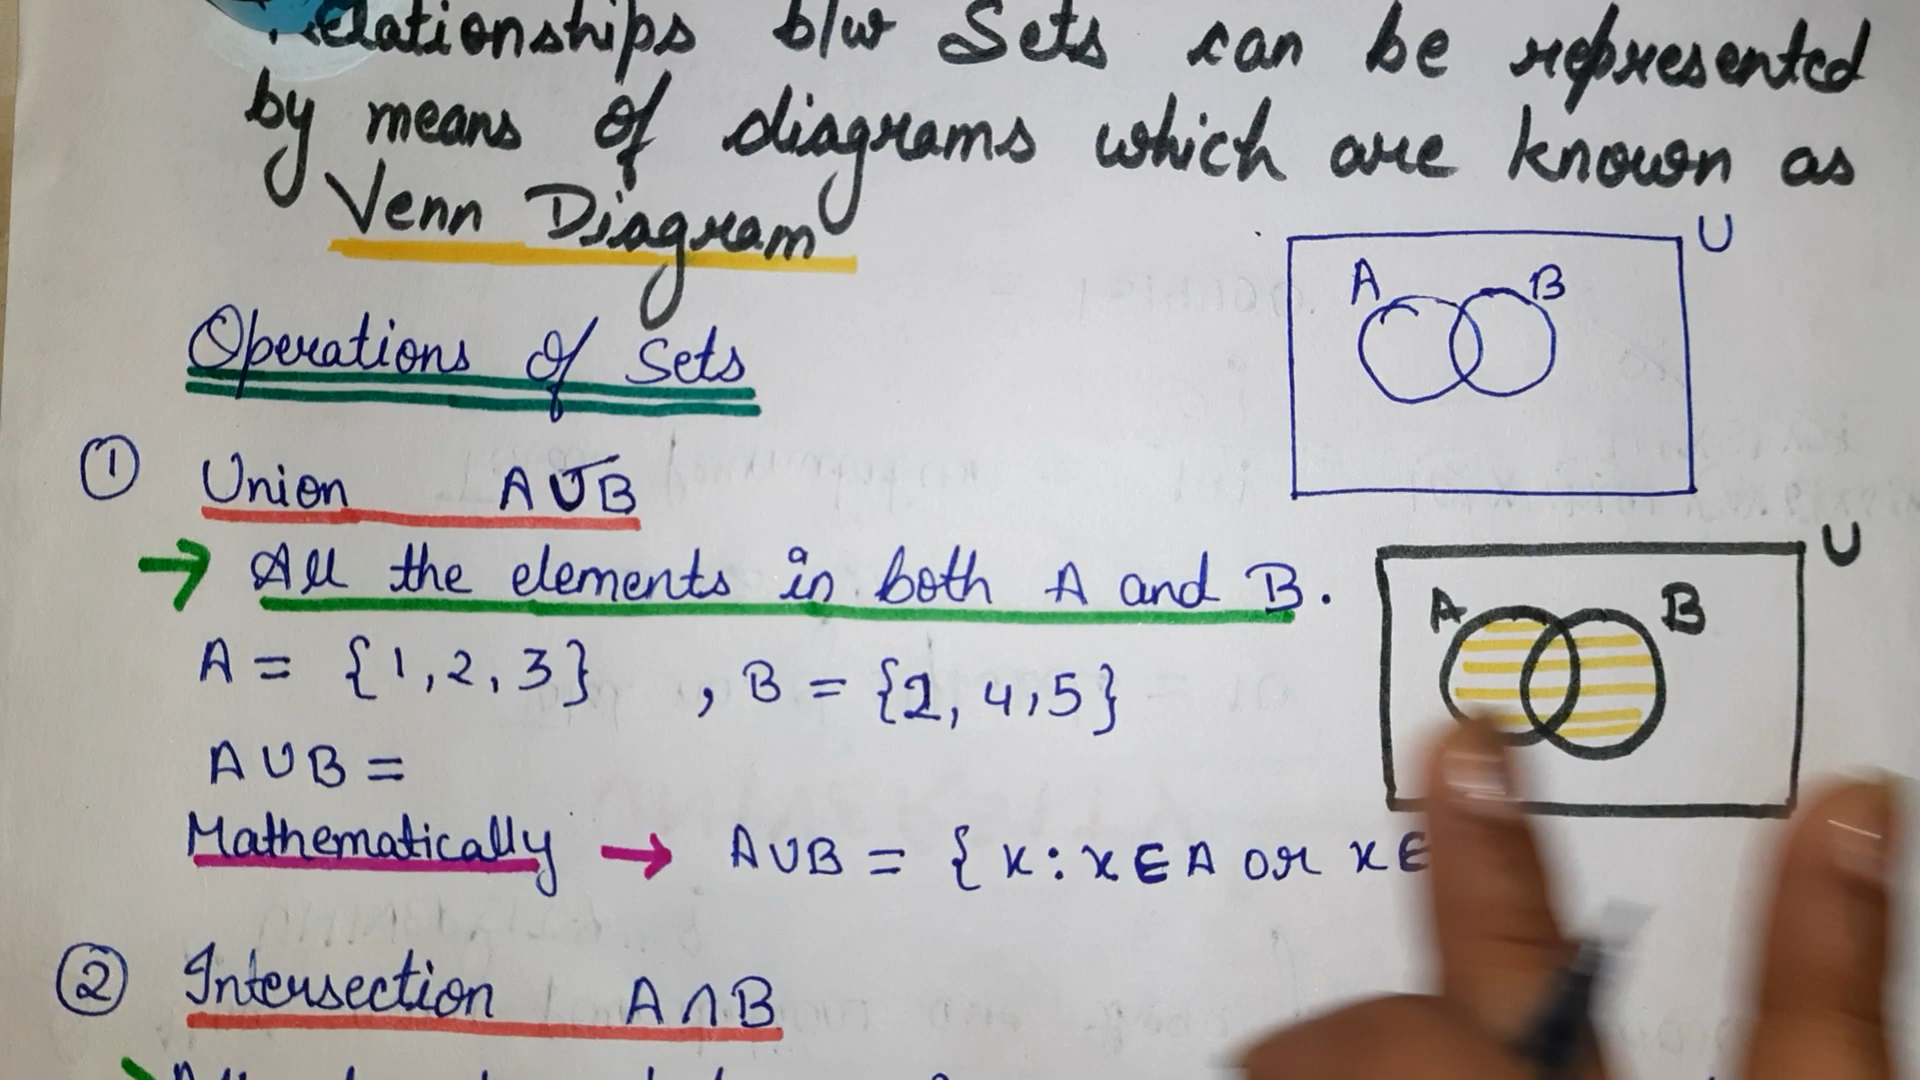 Relationships b/w Sets can be represented
by means of diagrams which are known as
Venn Diagram
U
A B
Operations of Sets
① Union A∪B
→ All the elements in both A and B.
U
A B
A = {1, 2, 3} , B = {2, 4, 5}
A∪B =
Mathematically → A∪B = { x : x ∈ A or x ∈
② Intersection A∩B